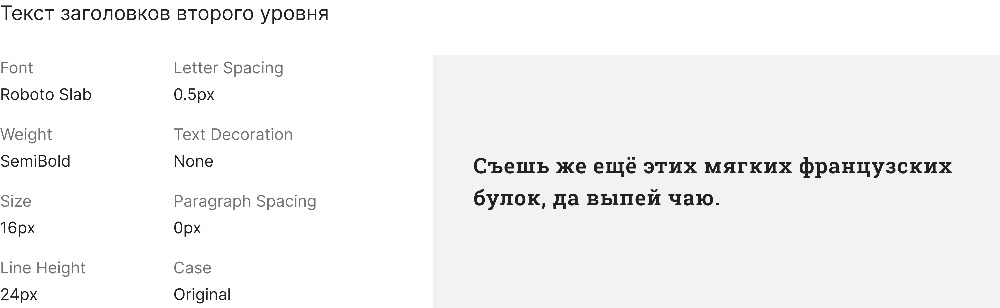 Текст заголовков второго уровня
Font
Roboto Slab
Letter Spacing
0.5px
Weight
SemiBold
Text Decoration
None
Size
16px
Paragraph Spacing
0px
Line Height
24px
Case
Original
Съешь же ещё этих мягких французских
булок, да выпей чаю.